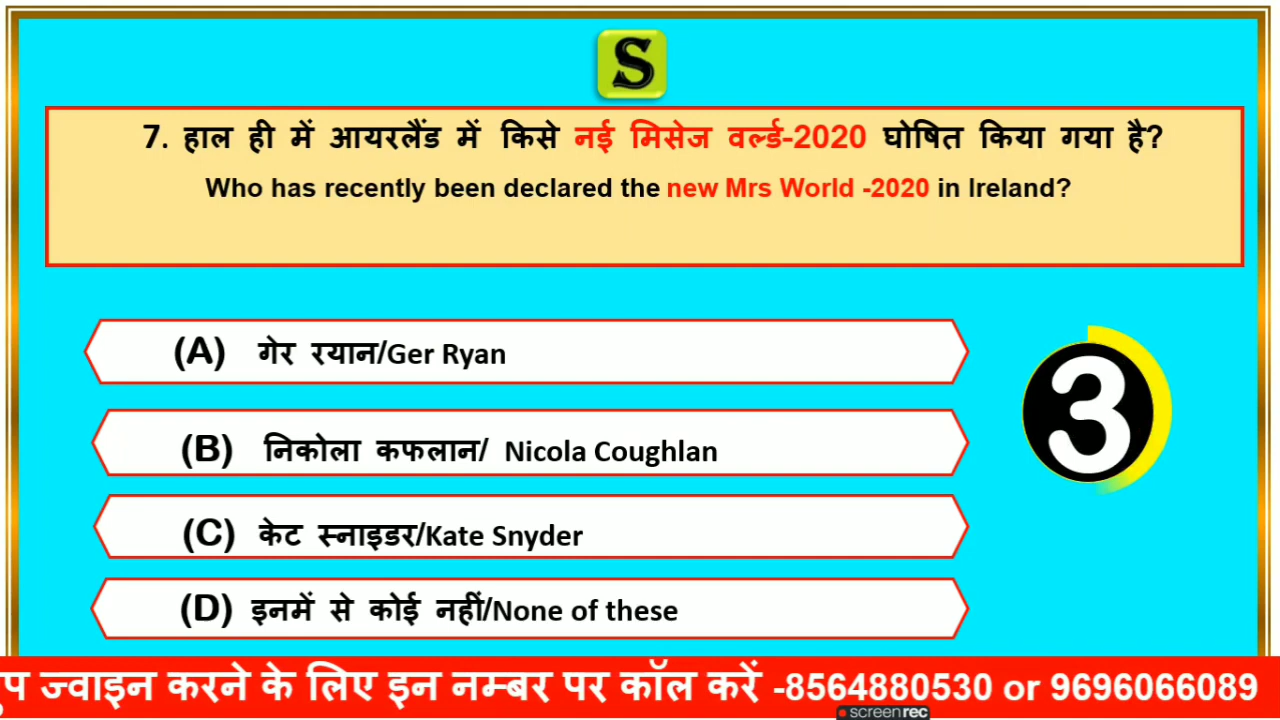 S
7. हाल ही में आयरलैंड में किसे नई मिसेज वर्ल्ड-2020 घोषित किया गया है?
Who has recently been declared the new Mrs World -2020 in Ireland?
(A) गेर रयान/Ger Ryan
3
(B) निकोला कफलान/ Nicola Coughlan
(C) केट स्नाइडर/Kate Snyder
(D) इनमें से कोई नहीं/None of these
प ज्वाइन करने के लिए इन नम्बर पर कॉल करें -8564880530 or 9696066089
screenrec